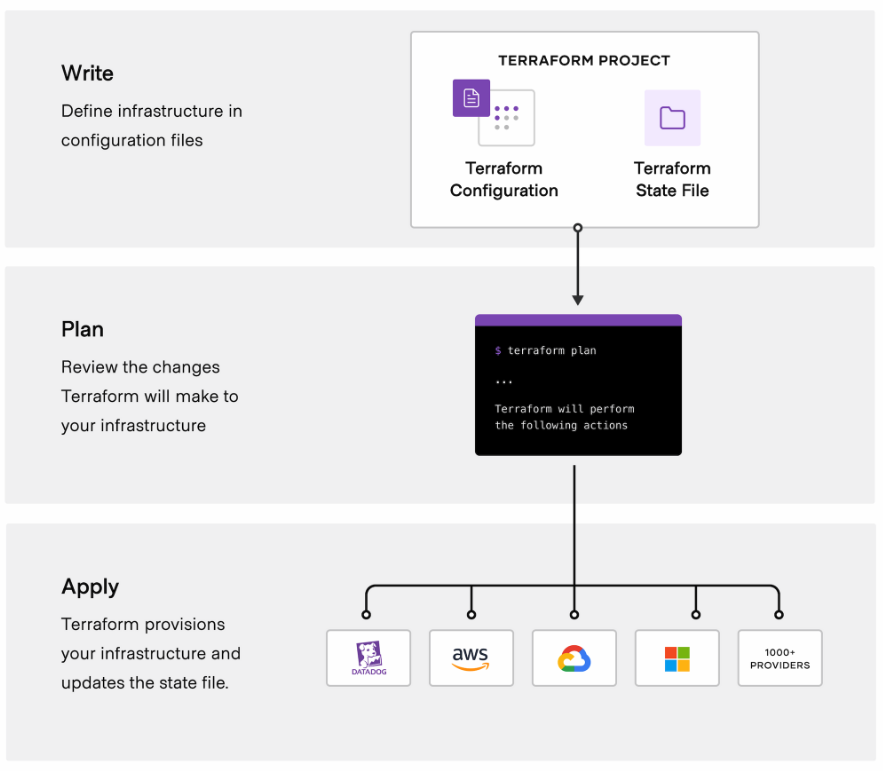 Write
Define infrastructure in
configuration files
TERRAFORM PROJECT
Terraform
Configuration
Terraform
State File
Plan
Review the changes
Terraform will make to
your infrastructure
$ terraform plan
...
Terraform will perform
the following actions
Apply
Terraform provisions
your infrastructure and
updates the state file.
DATADOG
aws
1000+
PROVIDERS